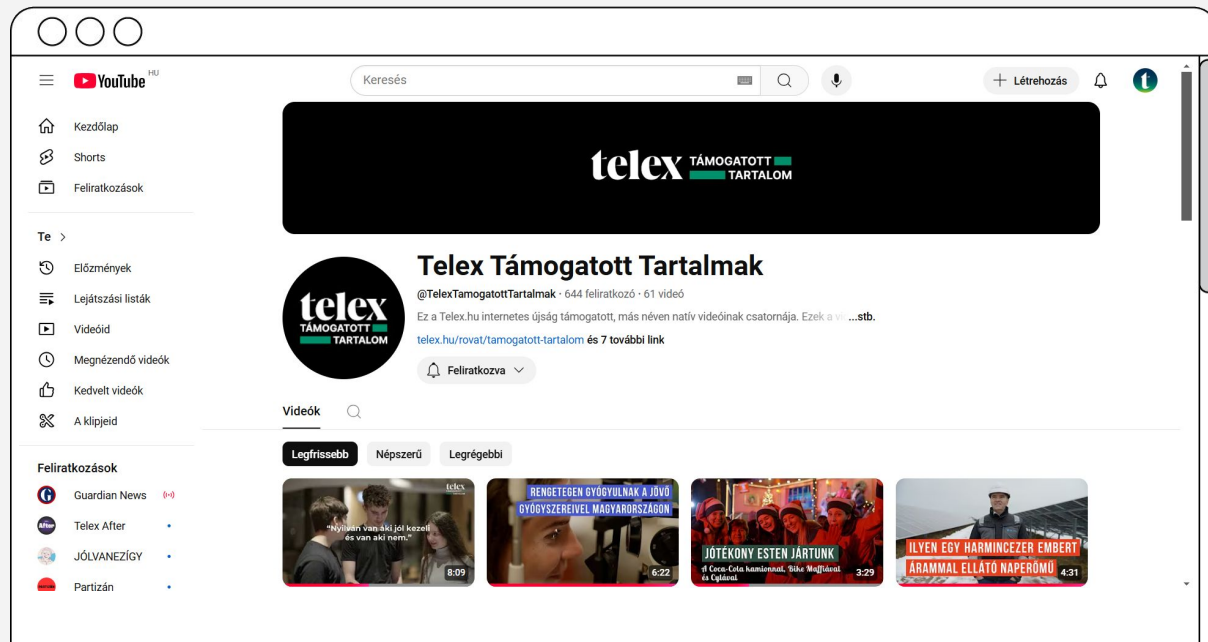 YouTube HU
Keresés
Létrehozás
t
Kezdőlap
Shorts
Feliratkozások
Te
Előzmények
Lejátszási listák
Videóid
Megnézendő videók
Kedvelt videók
A klipjeid
Feliratkozások
Guardian News
After
Telex After
JÓLVANEZÍGY
Partizán
telex TÁMOGATOTT
TARTALOM
telex
TÁMOGATOTT
TARTALOM
Telex Támogatott Tartalmak
@TelexTamogatottTartalmak · 644 feliratkozó · 61 videó
Ez a Telex.hu internetes újság támogatott, más néven natív videóinak csatornája. Ezek a ...stb.
telex.hu/rovat/tamogatott-tartalom és 7 további link
Feliratkozva
Videók
Legfrissebb Népszerű Legrégebbi
telex
"Nyilván van aki jól kezeli
és van aki nem."
8:09
RENGETEGEN GYÓGYULNAK A JÖVŐ
GYÓGYSZEREIVEL MAGYARORSZÁGON
6:22
JÓTÉKONY ESTEN JÁRTUNK
A Coca-Cola kamionnal, Bike Maffiával
és Cylával
3:29
ILYEN EGY HARMINCEZER EMBERT
ÁRAMMAL ELLÁTÓ NAPERŐMŰ
4:31